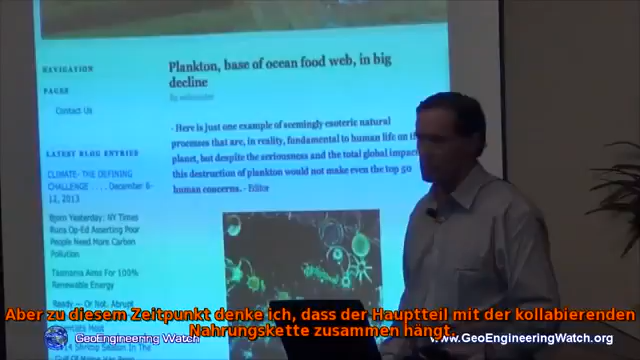 NAVIGATION
PAGES
Contact Us
LATEST BLOG ENTRIES
CLIMATE- THE DEFINING
CHALLENGE . . . . December 6-
12, 2013
Bjorn Yesterday: NY Times
Runs Op-Ed Asserting Poor
People Need More Carbon
Pollution
Tasmania Aims For 100%
Renewable Energy
Ready — Or Not. Abrupt
Most
Shrimp Season In The
Plankton, base of ocean food web, in big
decline
- Here is just one example of seemingly esoteric natural
processes that are, in reality, fundamental to human life on
planet, but despite the seriousness and the total global impact
this destruction of plankton would not make even the top 50
human concerns. - Editor
Aber zu diesem Zeitpunkt denke ich, dass der Hauptteil mit der kollabierenden
Nahrungskette zusammen hängt.
GeoEngineering Watch
www.GeoEngineeringWatch.org